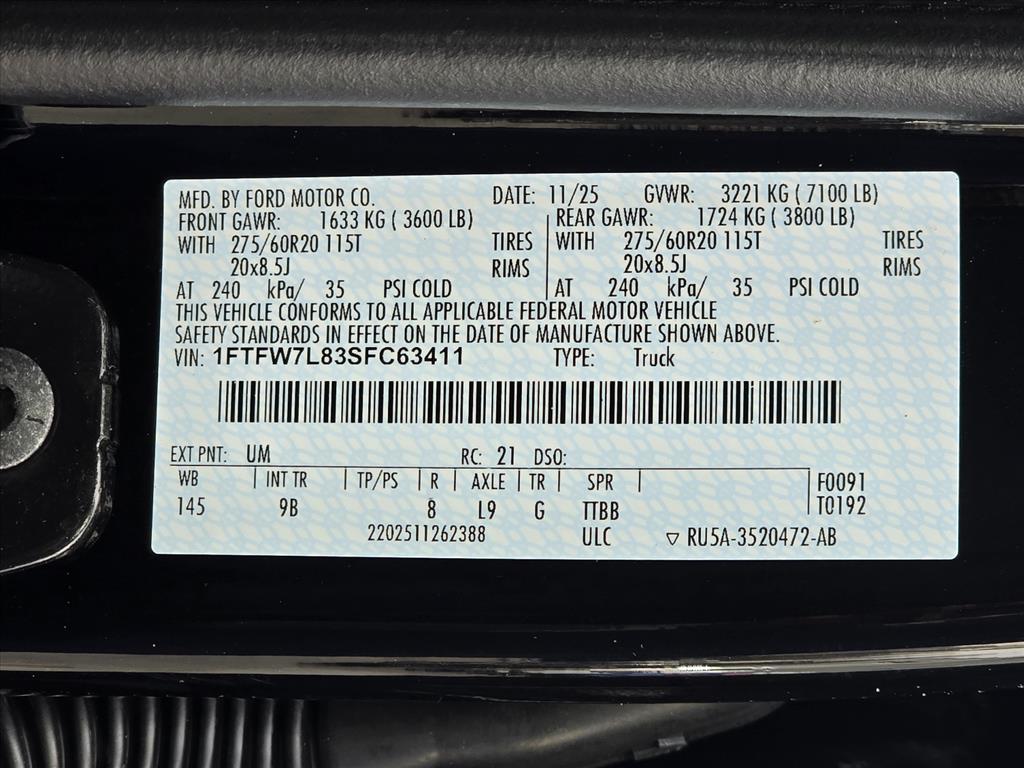 MFD. BY FORD MOTOR CO. DATE: 11/25 GVWR: 3221 KG ( 7100 LB)
FRONT GAWR: 1633 KG ( 3600 LB) REAR GAWR: 1724 KG ( 3800 LB)
WITH 275/60R20 115T TIRES WITH 275/60R20 115T TIRES
20x8.5J RIMS 20x8.5J RIMS
AT 240 kPa/ 35 PSI COLD AT 240 kPa/ 35 PSI COLD
THIS VEHICLE CONFORMS TO ALL APPLICABLE FEDERAL MOTOR VEHICLE
SAFETY STANDARDS IN EFFECT ON THE DATE OF MANUFACTURE SHOWN ABOVE.
VIN: 1FTFW7L83SFC63411 TYPE: Truck
EXT PNT: UM RC: 21 DSO:
WB INT TR TP/PS R AXLE TR SPR F0091
145 9B 8 L9 G TTBB T0192
2202511262388 ULC ▽ RU5A-3520472-AB